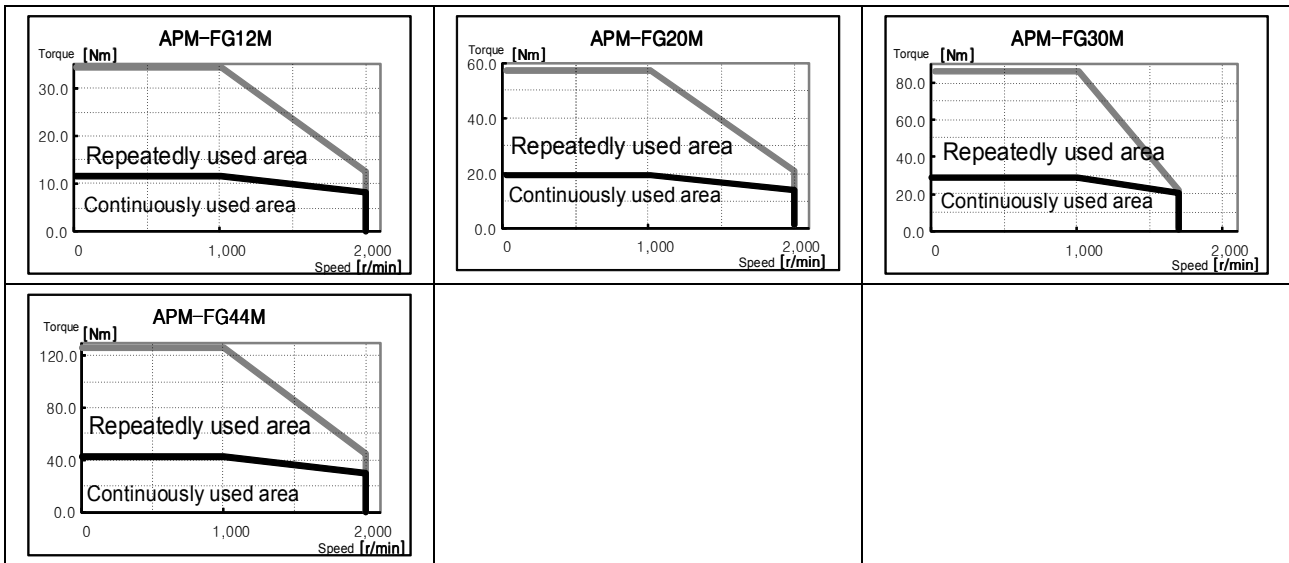 APM-FG12M
Torque [Nm]
30.0
20.0
Repeatedly used area
10.0
Continuously used area
0.0
0 1,000 2,000
Speed [r/min]
APM-FG20M
Torque [Nm]
60.0
40.0
Repeatedly used area
20.0
Continuously used area
0.0
0 1,000 2,000
Speed [r/min]
APM-FG30M
Torque [Nm]
80.0
60.0
40.0
Repeatedly used area
20.0
Continuously used area
0.0
0 1,000 2,000
Speed [r/min]
APM-FG44M
Torque [Nm]
120.0
80.0
Repeatedly used area
40.0
Continuously used area
0.0
0 1,000 2,000
Speed [r/min]